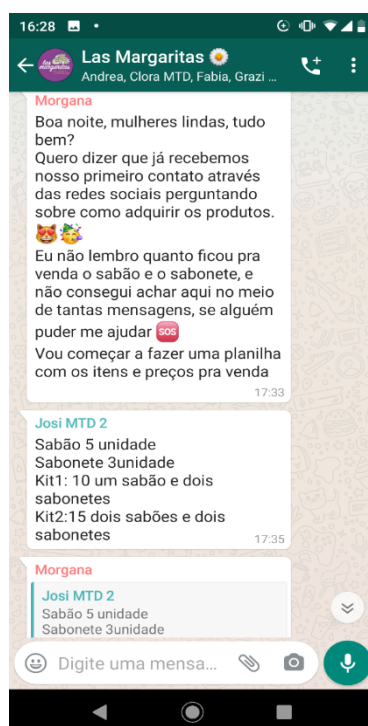 16:28
Las Margaritas
Andrea, Clora MTD, Fabia, Grazi ...
Morgana
Boa noite, mulheres lindas, tudo
bem?
Quero dizer que já recebemos
nosso primeiro contato através
das redes sociais perguntando
sobre como adquirir os produtos.
😻🥳
Eu não lembro quanto ficou pra
venda o sabão e o sabonete, e
não consegui achar aqui no meio
de tantas mensagens, se alguém
puder me ajudar 🆘
Vou começar a fazer uma planilha
com os itens e preços pra venda
17:33
Josi MTD 2
Sabão 5 unidade
Sabonete 3unidade
Kit1: 10 um sabão e dois
sabonetes
Kit2:15 dois sabões e dois
sabonetes
17:35
Morgana
Josi MTD 2
Sabão 5 unidade
Sabonete 3unidade
Digite uma mensa...